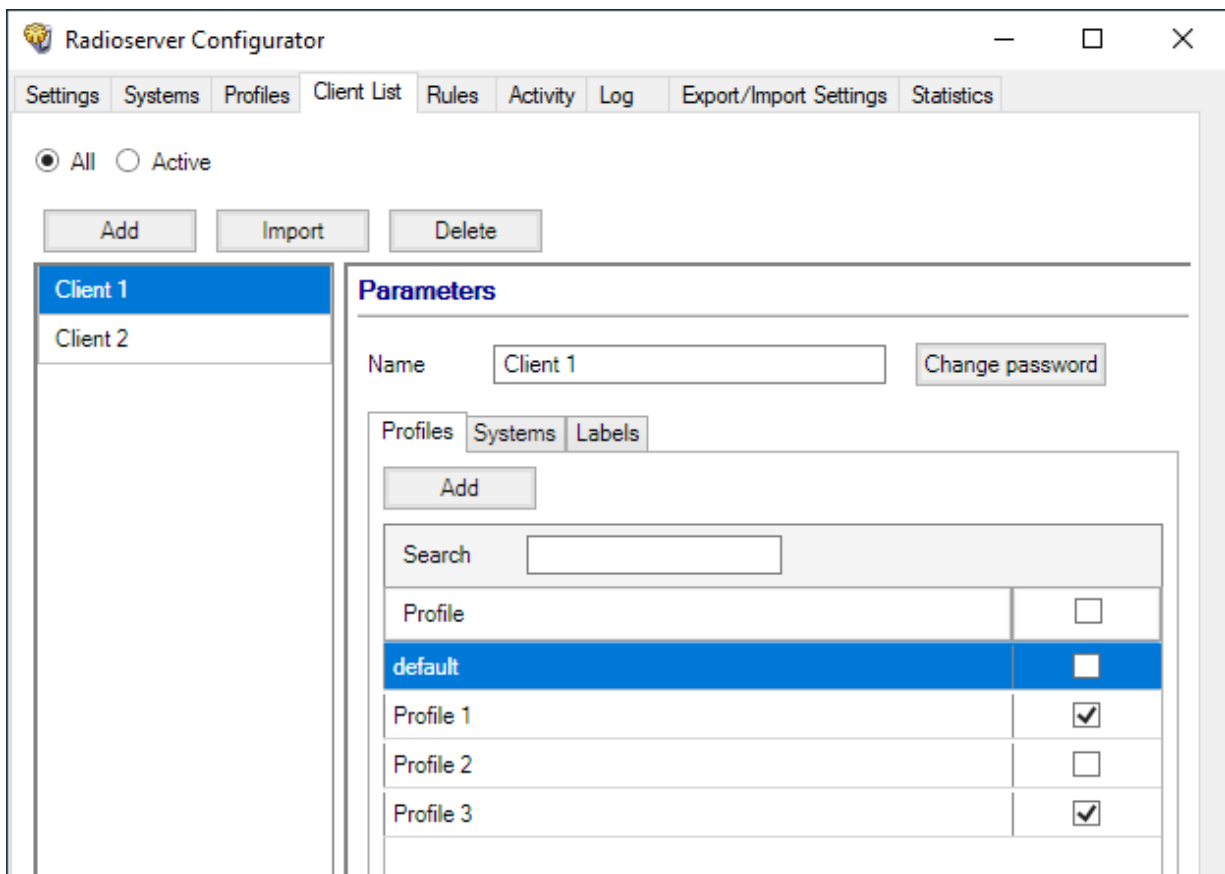 Radioserver Configurator
Settings Systems Profiles Client List Rules Activity Log Export/Import Settings Statistics
All Active
Add Import Delete
Client 1
Client 2
Parameters
Name Client 1 Change password
Profiles Systems Labels
Add
Search
Profile
default
Profile 1
Profile 2
Profile 3